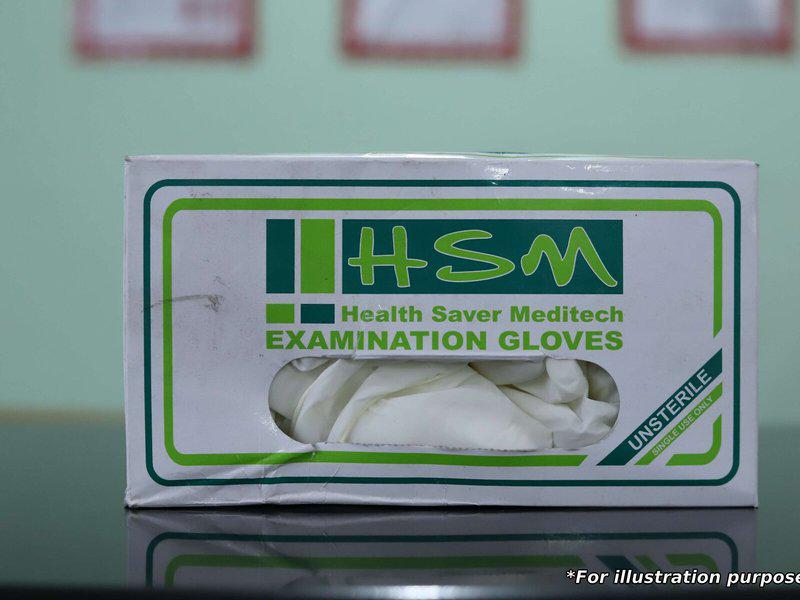 HSM
Health Saver Meditech
EXAMINATION GLOVES
UNSTERILE
SINGLE USE ONLY
*For illustration purpose